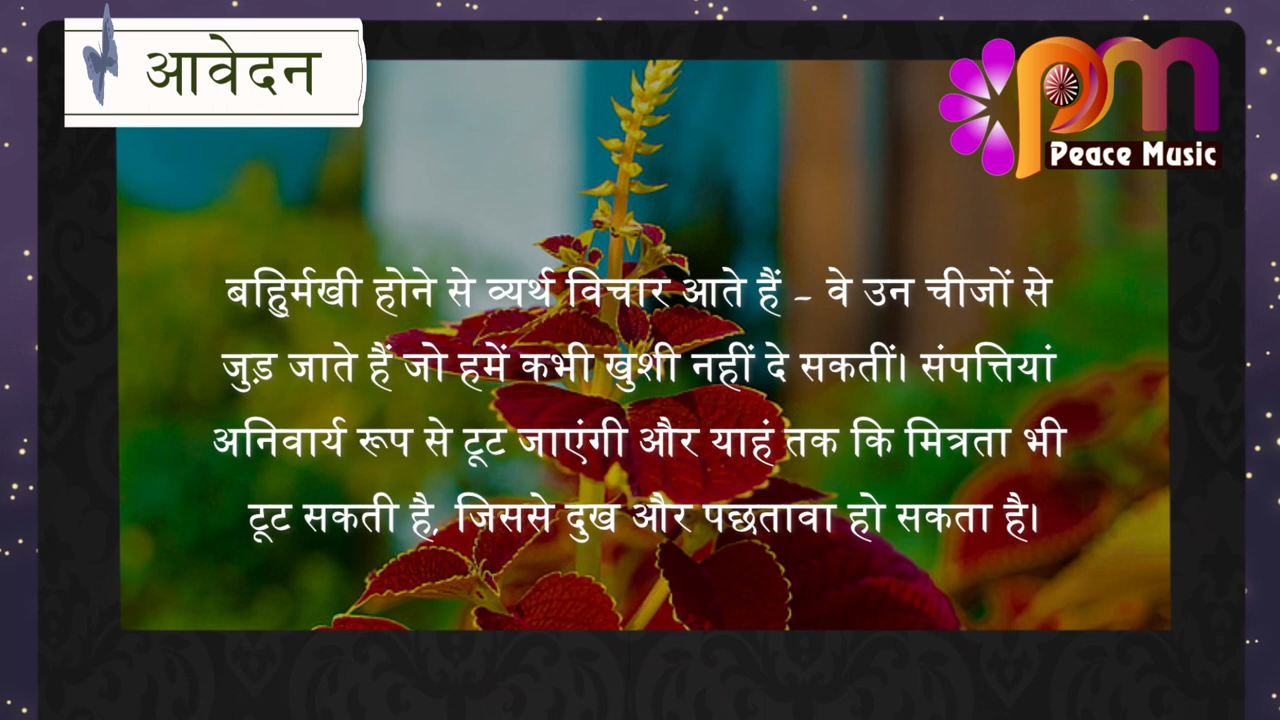 आवेदन
Peace Music
बहिुर्मखी होने से व्यर्थ विचार आते हैं - वे उन चीजों से
जुड़ जाते हैं जो हमें कभी खुशी नहीं दे सकतीं। संपत्तियां
अनिवार्य रूप से टूट जाएंगी और याहं तक कि मित्रता भी
टूट सकती है, जिससे दुख और पछतावा हो सकता है।